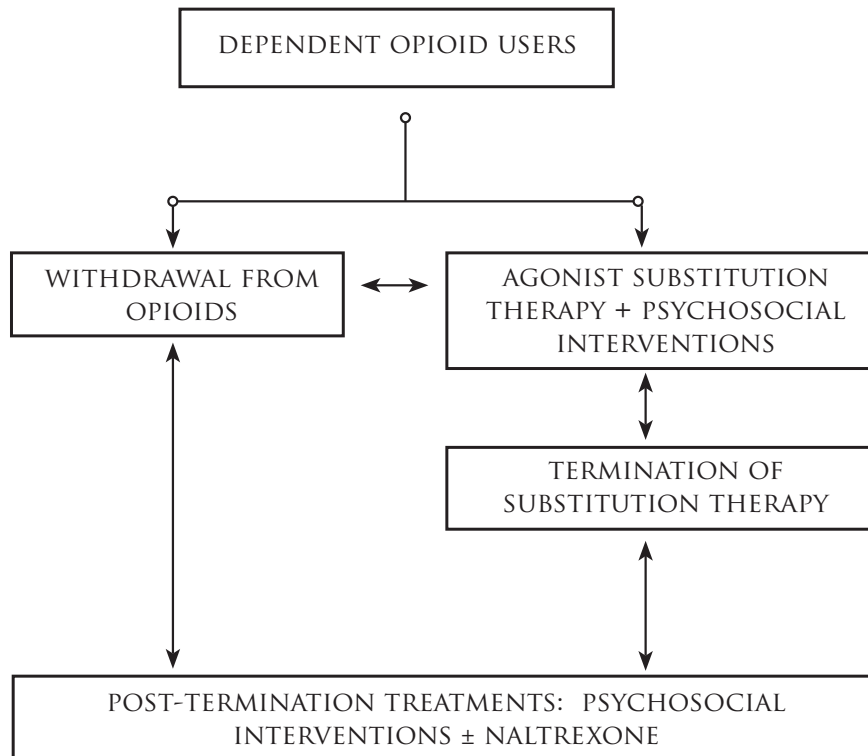 DEPENDENT OPIOID USERS
WITHDRAWAL FROM
OPIOIDS
AGONIST SUBSTITUTION
THERAPY + PSYCHOSOCIAL
INTERVENTIONS
TERMINATION OF
SUBSTITUTION THERAPY
POST-TERMINATION TREATMENTS: PSYCHOSOCIAL
INTERVENTIONS ± NALTREXONE